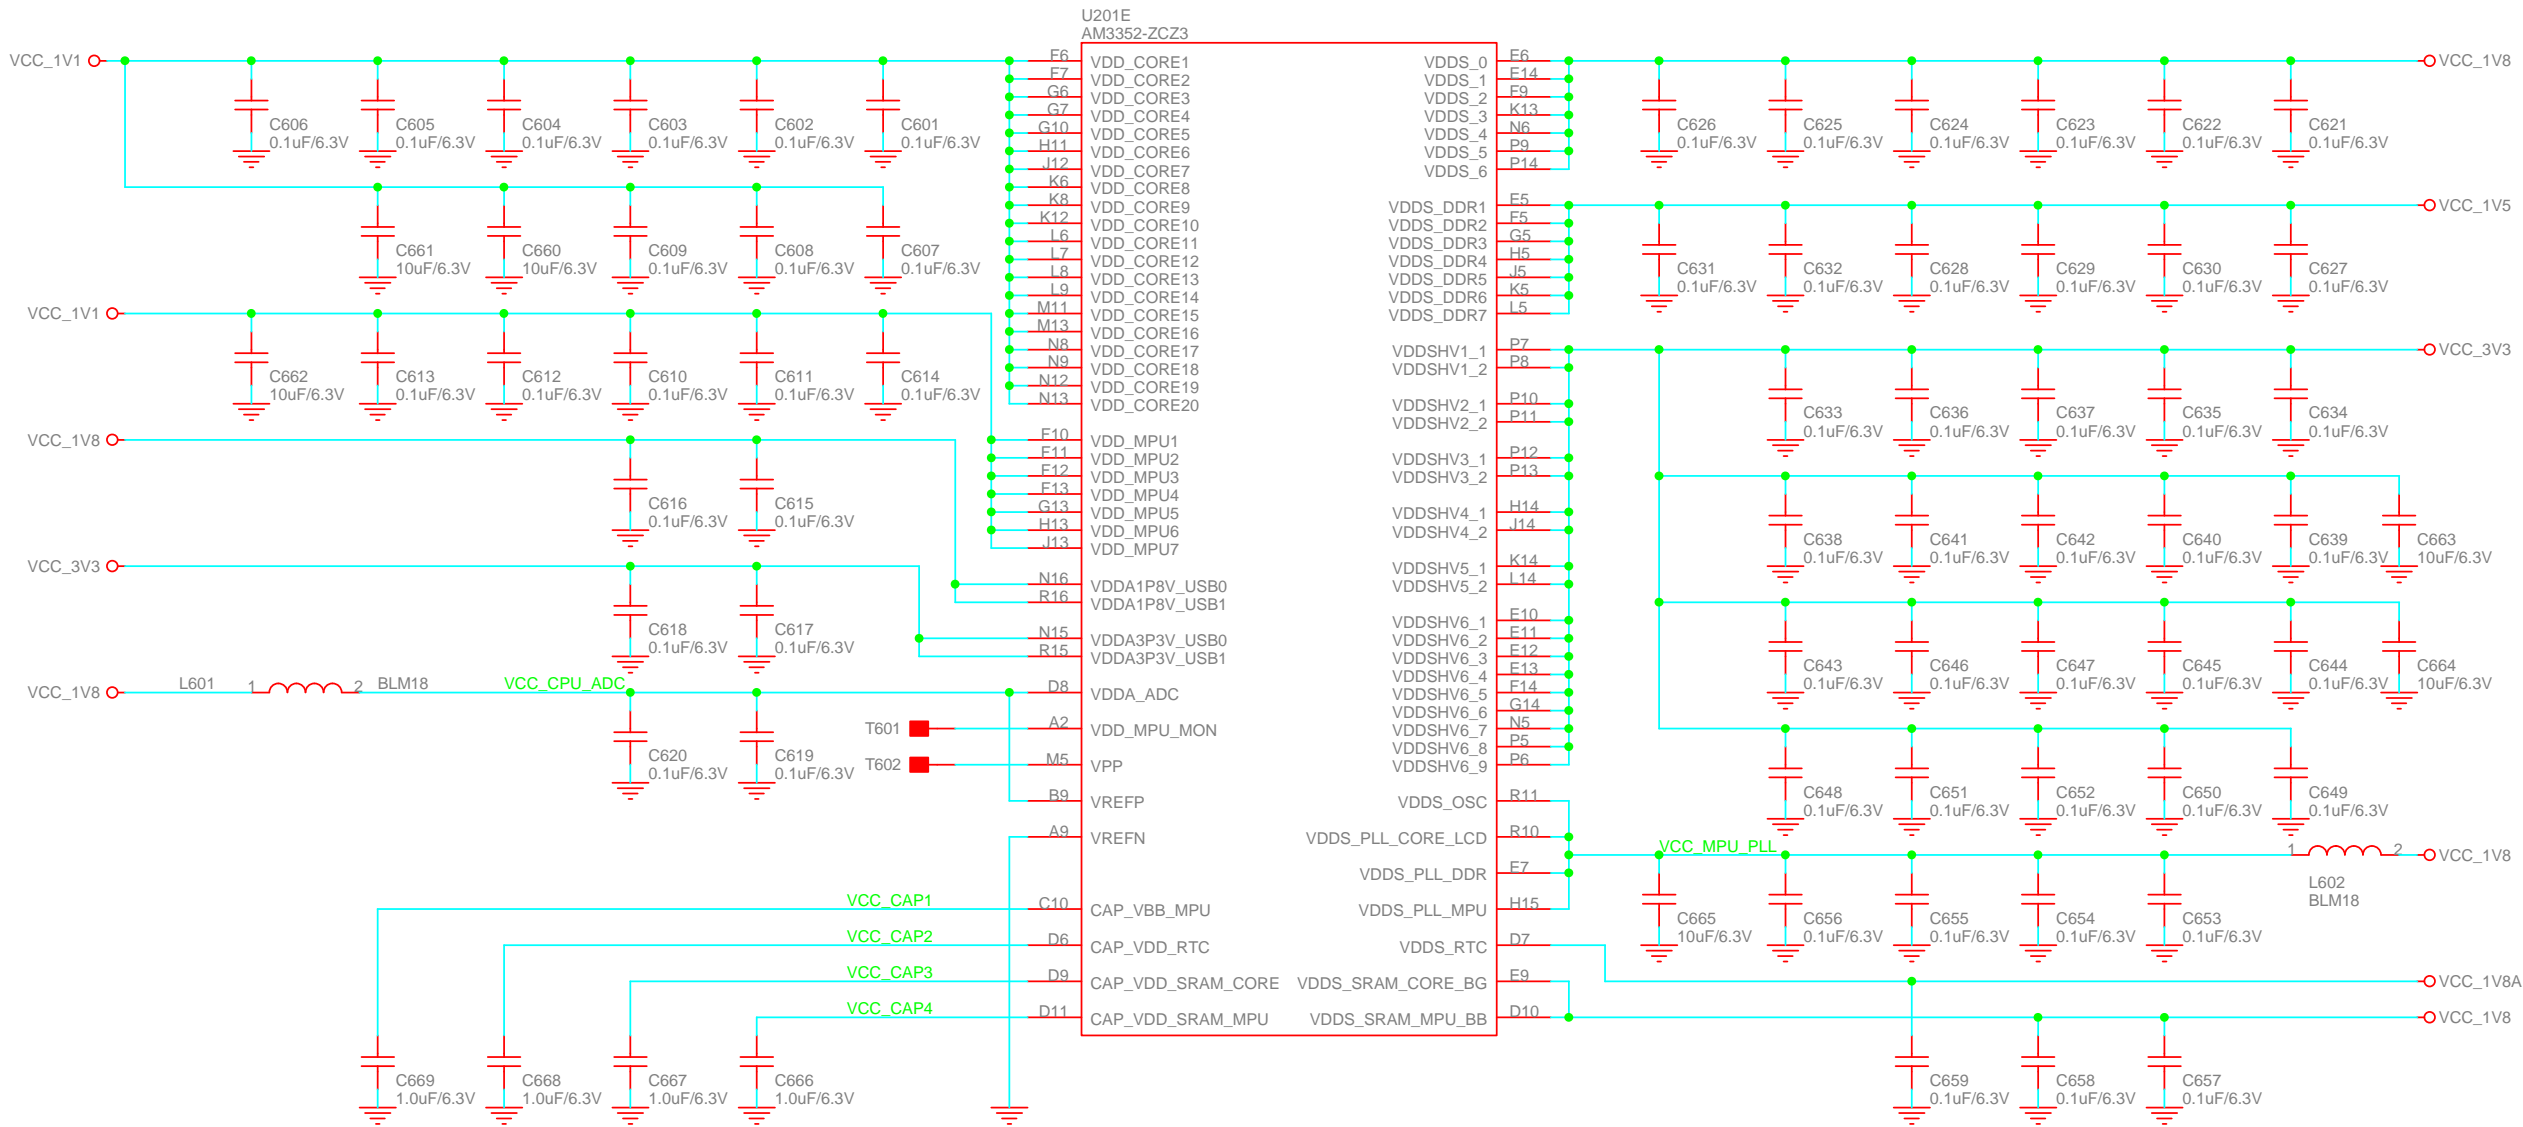 U201E
AM3352-ZCZ3
VCC_1V1
C606
0.1uF/6.3V
C605
0.1uF/6.3V
C604
0.1uF/6.3V
C603
0.1uF/6.3V
C602
0.1uF/6.3V
C601
0.1uF/6.3V
C661
10uF/6.3V
C660
10uF/6.3V
C609
0.1uF/6.3V
C608
0.1uF/6.3V
C607
0.1uF/6.3V
VCC_1V1
C662
10uF/6.3V
C613
0.1uF/6.3V
C612
0.1uF/6.3V
C610
0.1uF/6.3V
C611
0.1uF/6.3V
C614
0.1uF/6.3V
VCC_1V8
C616
0.1uF/6.3V
C615
0.1uF/6.3V
VCC_3V3
C618
0.1uF/6.3V
C617
0.1uF/6.3V
VCC_1V8
L601
1
2
BLM18
VCC_CPU_ADC
C620
0.1uF/6.3V
C619
0.1uF/6.3V
T601
T602
VCC_CAP1
VCC_CAP2
VCC_CAP3
VCC_CAP4
C669
1.0uF/6.3V
C668
1.0uF/6.3V
C667
1.0uF/6.3V
C666
1.0uF/6.3V
F6 VDD_CORE1
F7 VDD_CORE2
G6 VDD_CORE3
G7 VDD_CORE4
G10 VDD_CORE5
H11 VDD_CORE6
J12 VDD_CORE7
K6 VDD_CORE8
K8 VDD_CORE9
K12 VDD_CORE10
L6 VDD_CORE11
L7 VDD_CORE12
L8 VDD_CORE13
L9 VDD_CORE14
M11 VDD_CORE15
M13 VDD_CORE16
N8 VDD_CORE17
N9 VDD_CORE18
N12 VDD_CORE19
N13 VDD_CORE20
F10 VDD_MPU1
F11 VDD_MPU2
F12 VDD_MPU3
F13 VDD_MPU4
G13 VDD_MPU5
H13 VDD_MPU6
J13 VDD_MPU7
N16 VDDA1P8V_USB0
R16 VDDA1P8V_USB1
N15 VDDA3P3V_USB0
R15 VDDA3P3V_USB1
D8 VDDA_ADC
A2 VDD_MPU_MON
M5 VPP
B9 VREFP
A9 VREFN
C10 CAP_VBB_MPU
D6 CAP_VDD_RTC
D9 CAP_VDD_SRAM_CORE
D11 CAP_VDD_SRAM_MPU
VDDS_0 E6
VDDS_1 E14
VDDS_2 F9
VDDS_3 K13
VDDS_4 N6
VDDS_5 P9
VDDS_6 P14
VDDS_DDR1 E5
VDDS_DDR2 F5
VDDS_DDR3 G5
VDDS_DDR4 H5
VDDS_DDR5 J5
VDDS_DDR6 K5
VDDS_DDR7 L5
VDDSHV1_1 P7
VDDSHV1_2 P8
VDDSHV2_1 P10
VDDSHV2_2 P11
VDDSHV3_1 P12
VDDSHV3_2 P13
VDDSHV4_1 H14
VDDSHV4_2 J14
VDDSHV5_1 K14
VDDSHV5_2 L14
VDDSHV6_1 E10
VDDSHV6_2 E11
VDDSHV6_3 E12
VDDSHV6_4 E13
VDDSHV6_5 F14
VDDSHV6_6 G14
VDDSHV6_7 N5
VDDSHV6_8 P5
VDDSHV6_9 P6
VDDS_OSC R11
VDDS_PLL_CORE_LCD R10
VDDS_PLL_DDR E7
VDDS_PLL_MPU H15
VDDS_RTC D7
VDDS_SRAM_CORE_BG E9
VDDS_SRAM_MPU_BB D10
VCC_1V8
C626
0.1uF/6.3V
C625
0.1uF/6.3V
C624
0.1uF/6.3V
C623
0.1uF/6.3V
C622
0.1uF/6.3V
C621
0.1uF/6.3V
VCC_1V5
C631
0.1uF/6.3V
C632
0.1uF/6.3V
C628
0.1uF/6.3V
C629
0.1uF/6.3V
C630
0.1uF/6.3V
C627
0.1uF/6.3V
VCC_3V3
C633
0.1uF/6.3V
C636
0.1uF/6.3V
C637
0.1uF/6.3V
C635
0.1uF/6.3V
C634
0.1uF/6.3V
C638
0.1uF/6.3V
C641
0.1uF/6.3V
C642
0.1uF/6.3V
C640
0.1uF/6.3V
C639
0.1uF/6.3V
C663
10uF/6.3V
C643
0.1uF/6.3V
C646
0.1uF/6.3V
C647
0.1uF/6.3V
C645
0.1uF/6.3V
C644
0.1uF/6.3V
C664
10uF/6.3V
C648
0.1uF/6.3V
C651
0.1uF/6.3V
C652
0.1uF/6.3V
C650
0.1uF/6.3V
C649
0.1uF/6.3V
VCC_MPU_PLL
1
2
VCC_1V8
L602
BLM18
C665
10uF/6.3V
C656
0.1uF/6.3V
C655
0.1uF/6.3V
C654
0.1uF/6.3V
C653
0.1uF/6.3V
VCC_1V8A
VCC_1V8
C659
0.1uF/6.3V
C658
0.1uF/6.3V
C657
0.1uF/6.3V